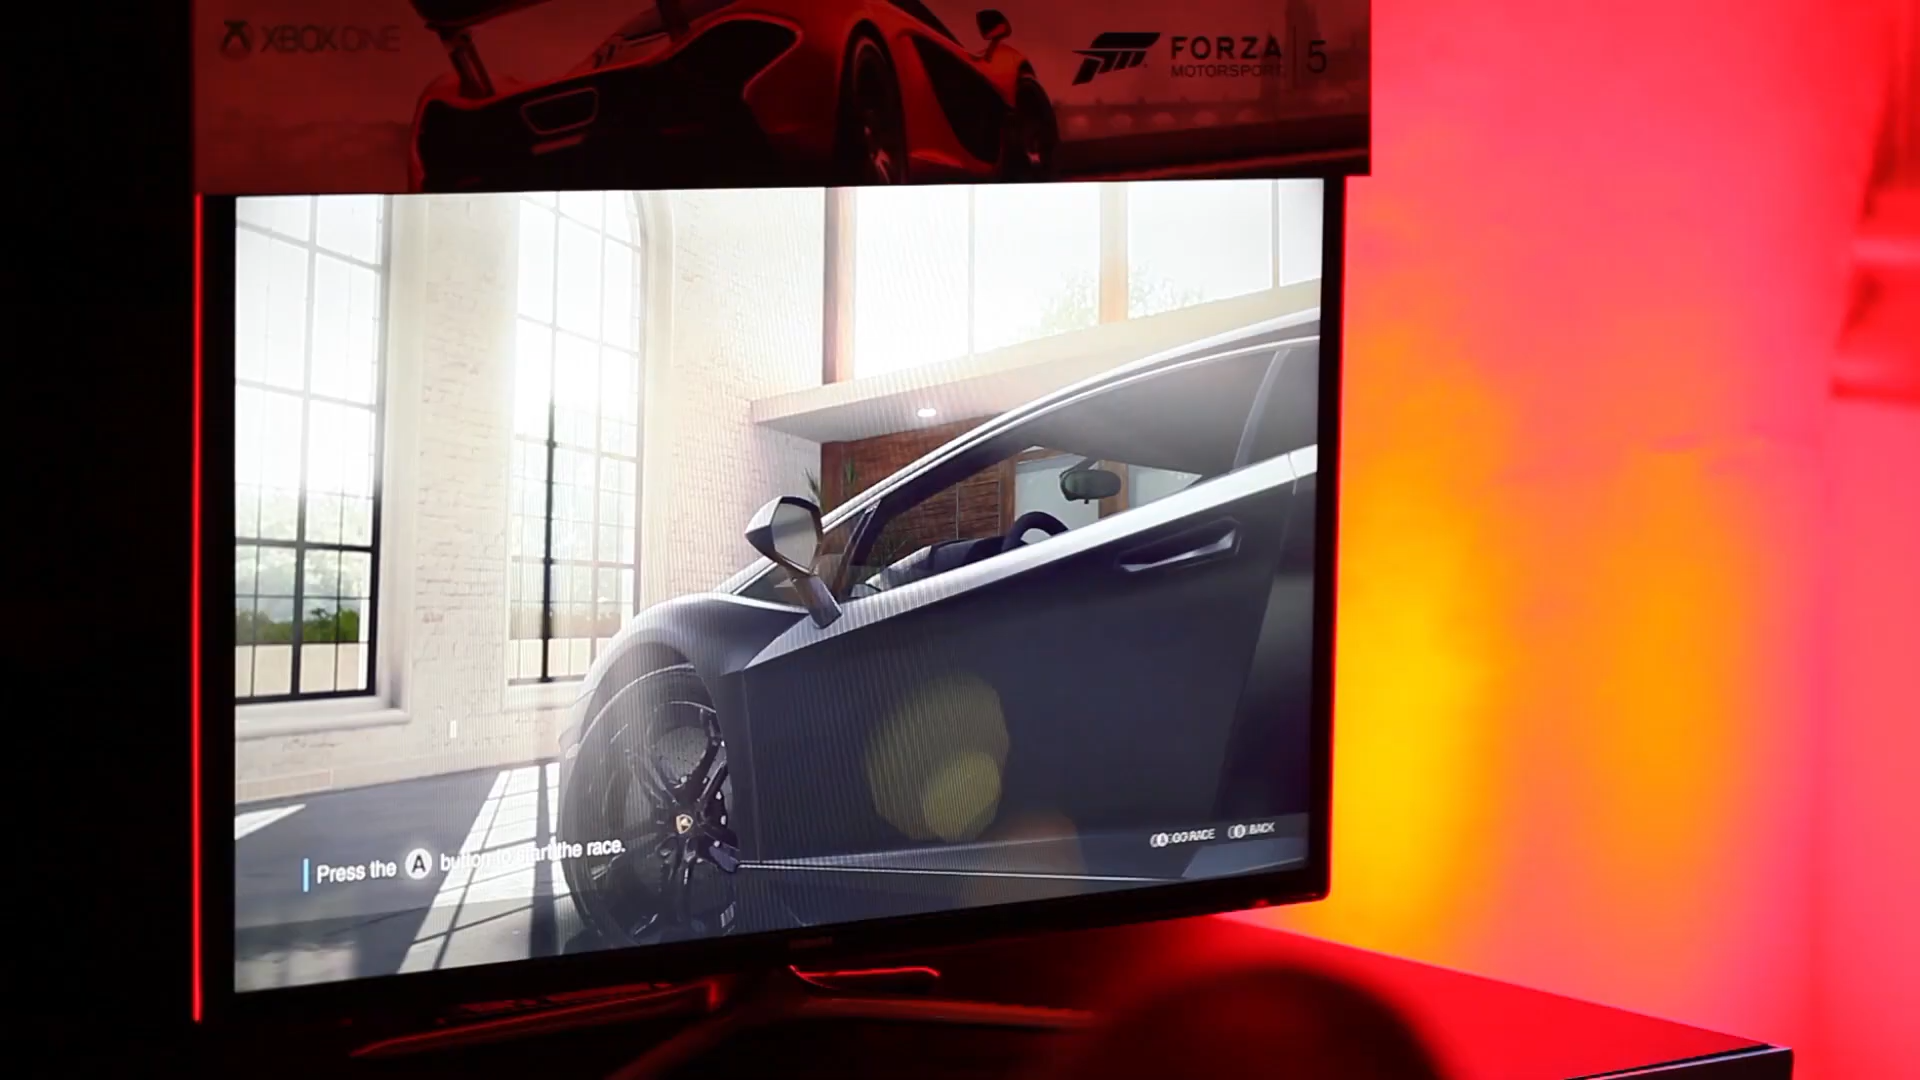 XBOX ONE
FORZA
MOTORSPORT
5
Press the A button to start the race.
A GO RACE B BACK